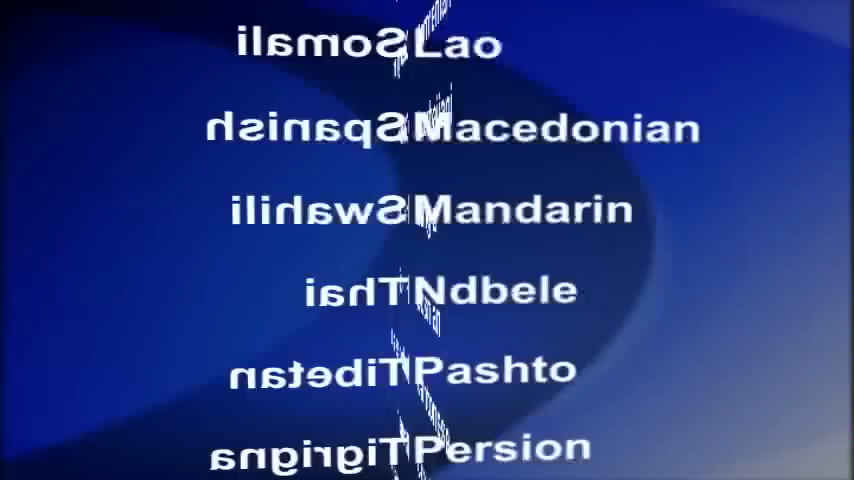 Somali Lao
Spanish Macedonian
Swahili Mandarin
Thai Ndbele
Tibetan Pashto
Tigrigna Persion